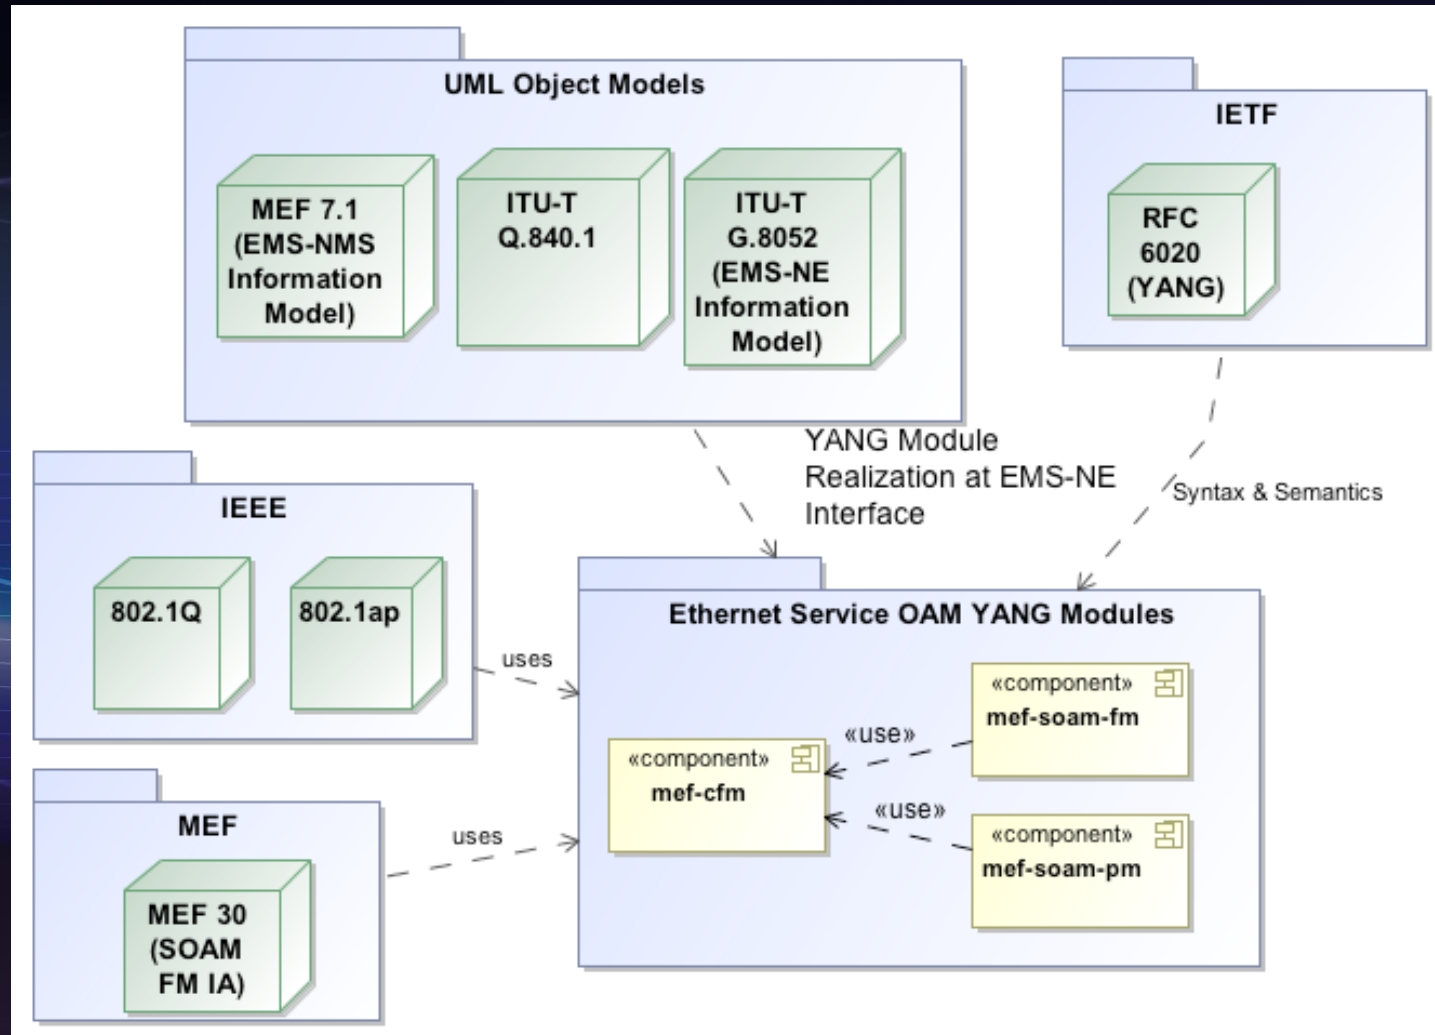 UML Object Models
MEF 7.1
(EMS-NMS
Information
Model)
ITU-T
Q.840.1
ITU-T
G.8052
(EMS-NE
Information
Model)
IETF
RFC
6020
(YANG)
YANG Module
Realization at EMS-NE
Interface
Syntax & Semantics
IEEE
802.1Q
802.1ap
uses
MEF
MEF 30
(SOAM
FM IA)
uses
Ethernet Service OAM YANG Modules
«component»
mef-cfm
«use»
«component»
mef-soam-fm
«use»
«component»
mef-soam-pm